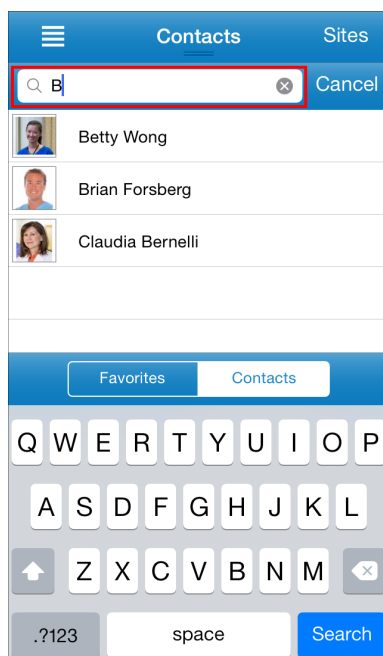 Contacts Sites
B Cancel
Betty Wong
Brian Forsberg
Claudia Bernelli
Favorites Contacts
Q W E R T Y U I O P
A S D F G H J K L
Z X C V B N M
.?123 space Search